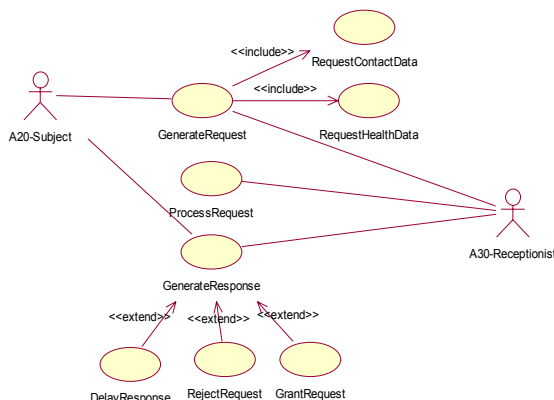 <<include>>
RequestContactData
<<include>>
A20-Subject
GenerateRequest
RequestHealthData
ProcessRequest
A30-Receptionist
GenerateResponse
<<extend>>
<<extend>>
<<extend>>
DelayResponse
RejectRequest
GrantRequest